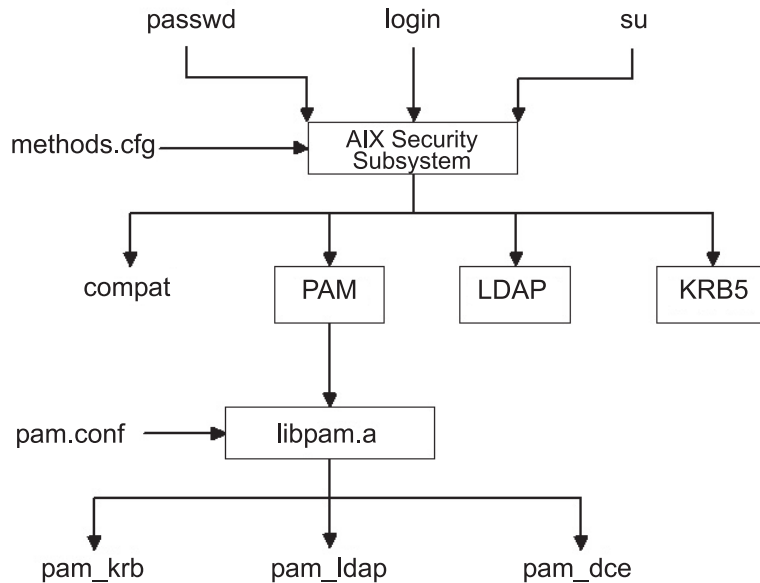 passwd
login
su
methods.cfg
AIX Security
Subsystem
compat
PAM
LDAP
KRB5
pam.conf
libpam.a
pam_krb
pam_ldap
pam_dce